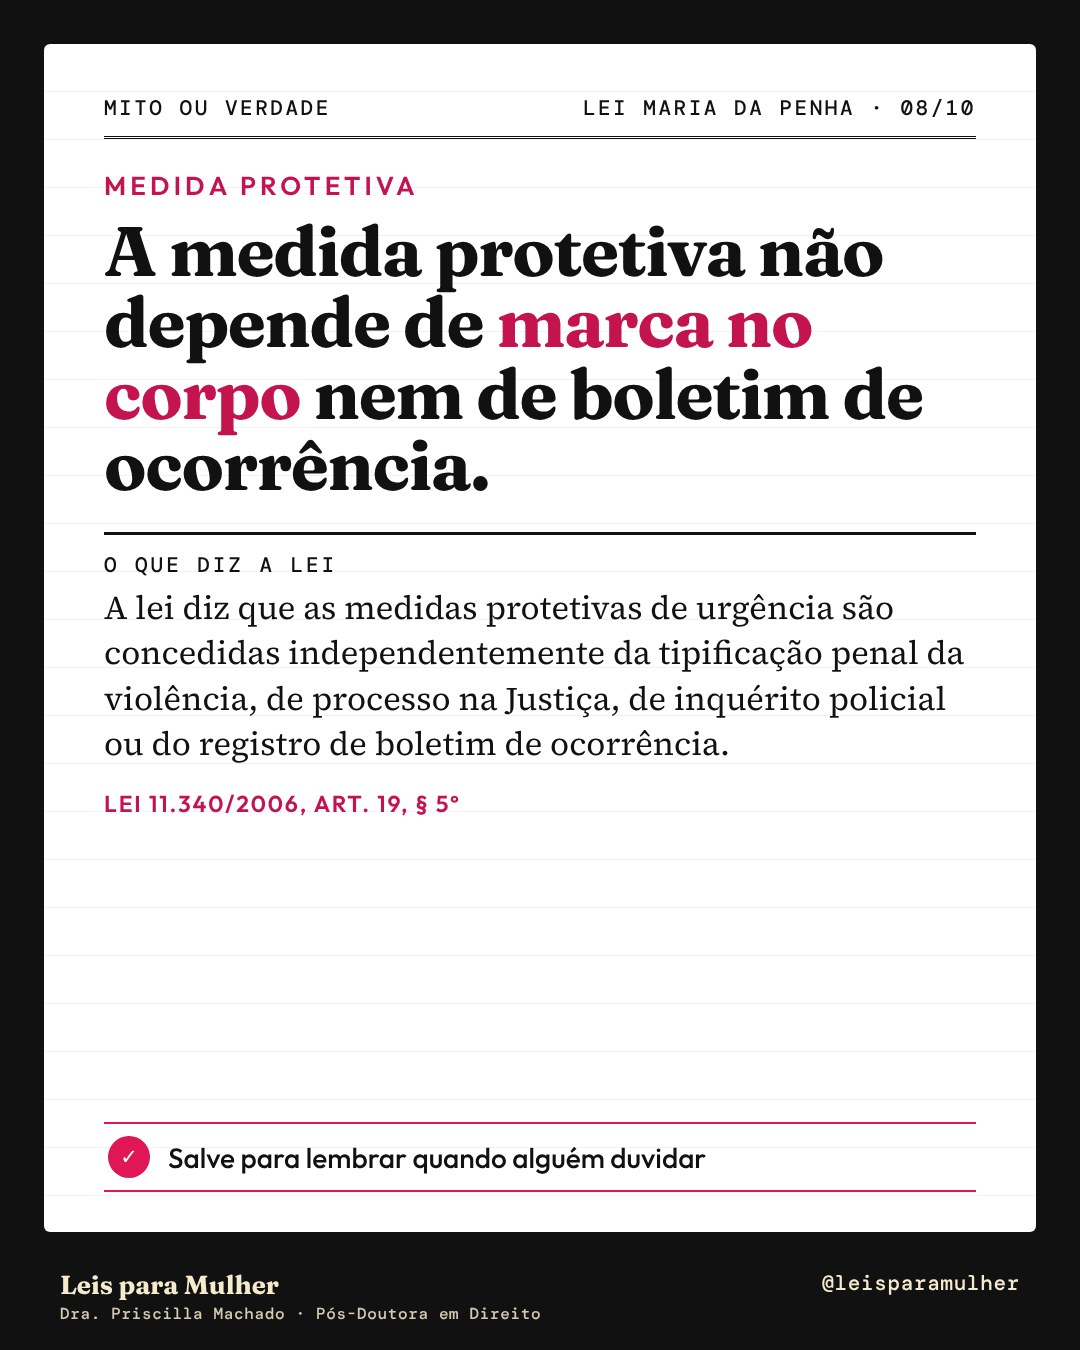 MITO OU VERDADE
LEI MARIA DA PENHA · 08/10
MEDIDA PROTETIVA
A medida protetiva não
depende de marca no
corpo nem de boletim de
ocorrência.
O QUE DIZ A LEI
A lei diz que as medidas protetivas de urgência são
concedidas independentemente da tipificação penal da
violência, de processo na Justiça, de inquérito policial
ou do registro de boletim de ocorrência.
LEI 11.340/2006, ART. 19, § 5º
✓ Salve para lembrar quando alguém duvidar
Leis para Mulher
@leisparamulher
Dra. Priscilla Machado · Pós-Doutora em Direito